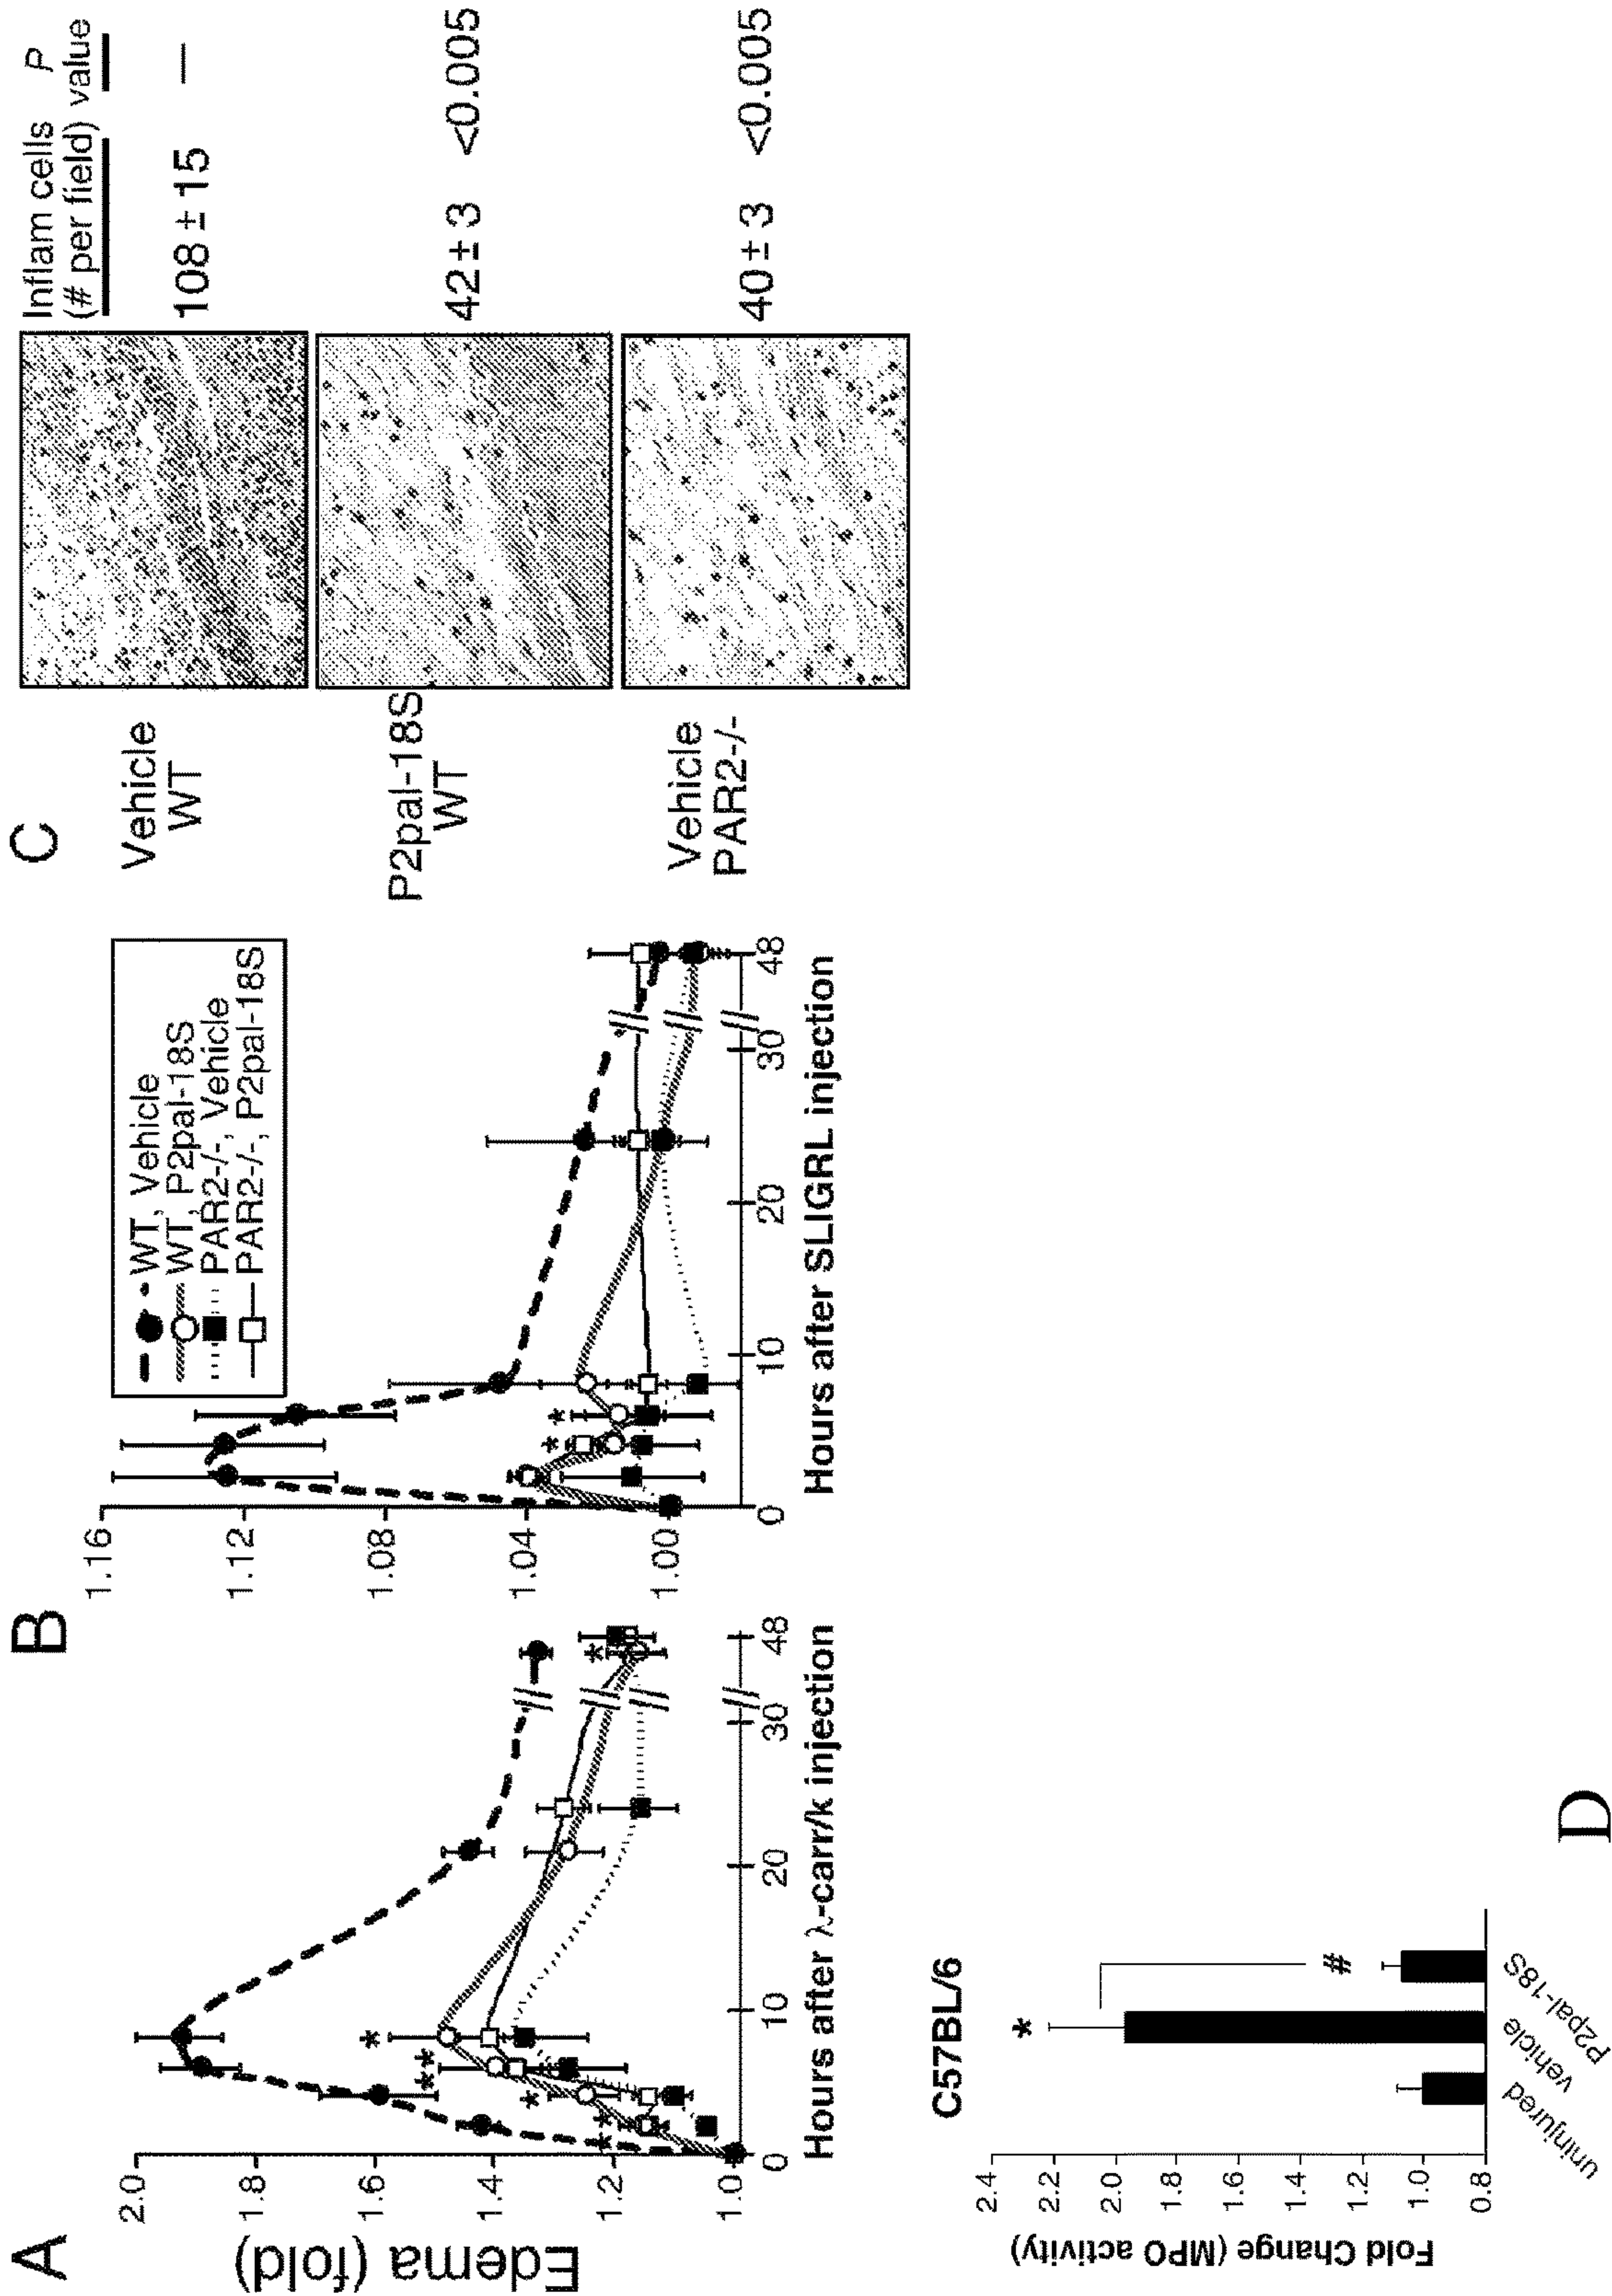 A
Edema (fold)
2.0
1.8
1.6
1.4
1.2
1.0
0
10
20
30
48
*
*
*
**
*
*
Hours after λ-carr/k injection
B
1.16
1.12
1.08
1.04
1.00
0
10
20
30
48
*
*
Hours after SLIGRL injection
WT, Vehicle
WT, P2pal-18S
PAR2-/-, Vehicle
PAR2-/-, P2pal-18S
C
Inflam cells P
(# per field) value
Vehicle
WT
108 ± 15 —
P2pal-18S
WT
42 ± 3 <0.005
Vehicle
PAR2-/-
40 ± 3 <0.005
D
C57BL/6
Fold Change (MPO activity)
2.4
2.2
2.0
1.8
1.6
1.4
1.2
1.0
0.8
*
#
uninjured
vehicle
P2pal-18S